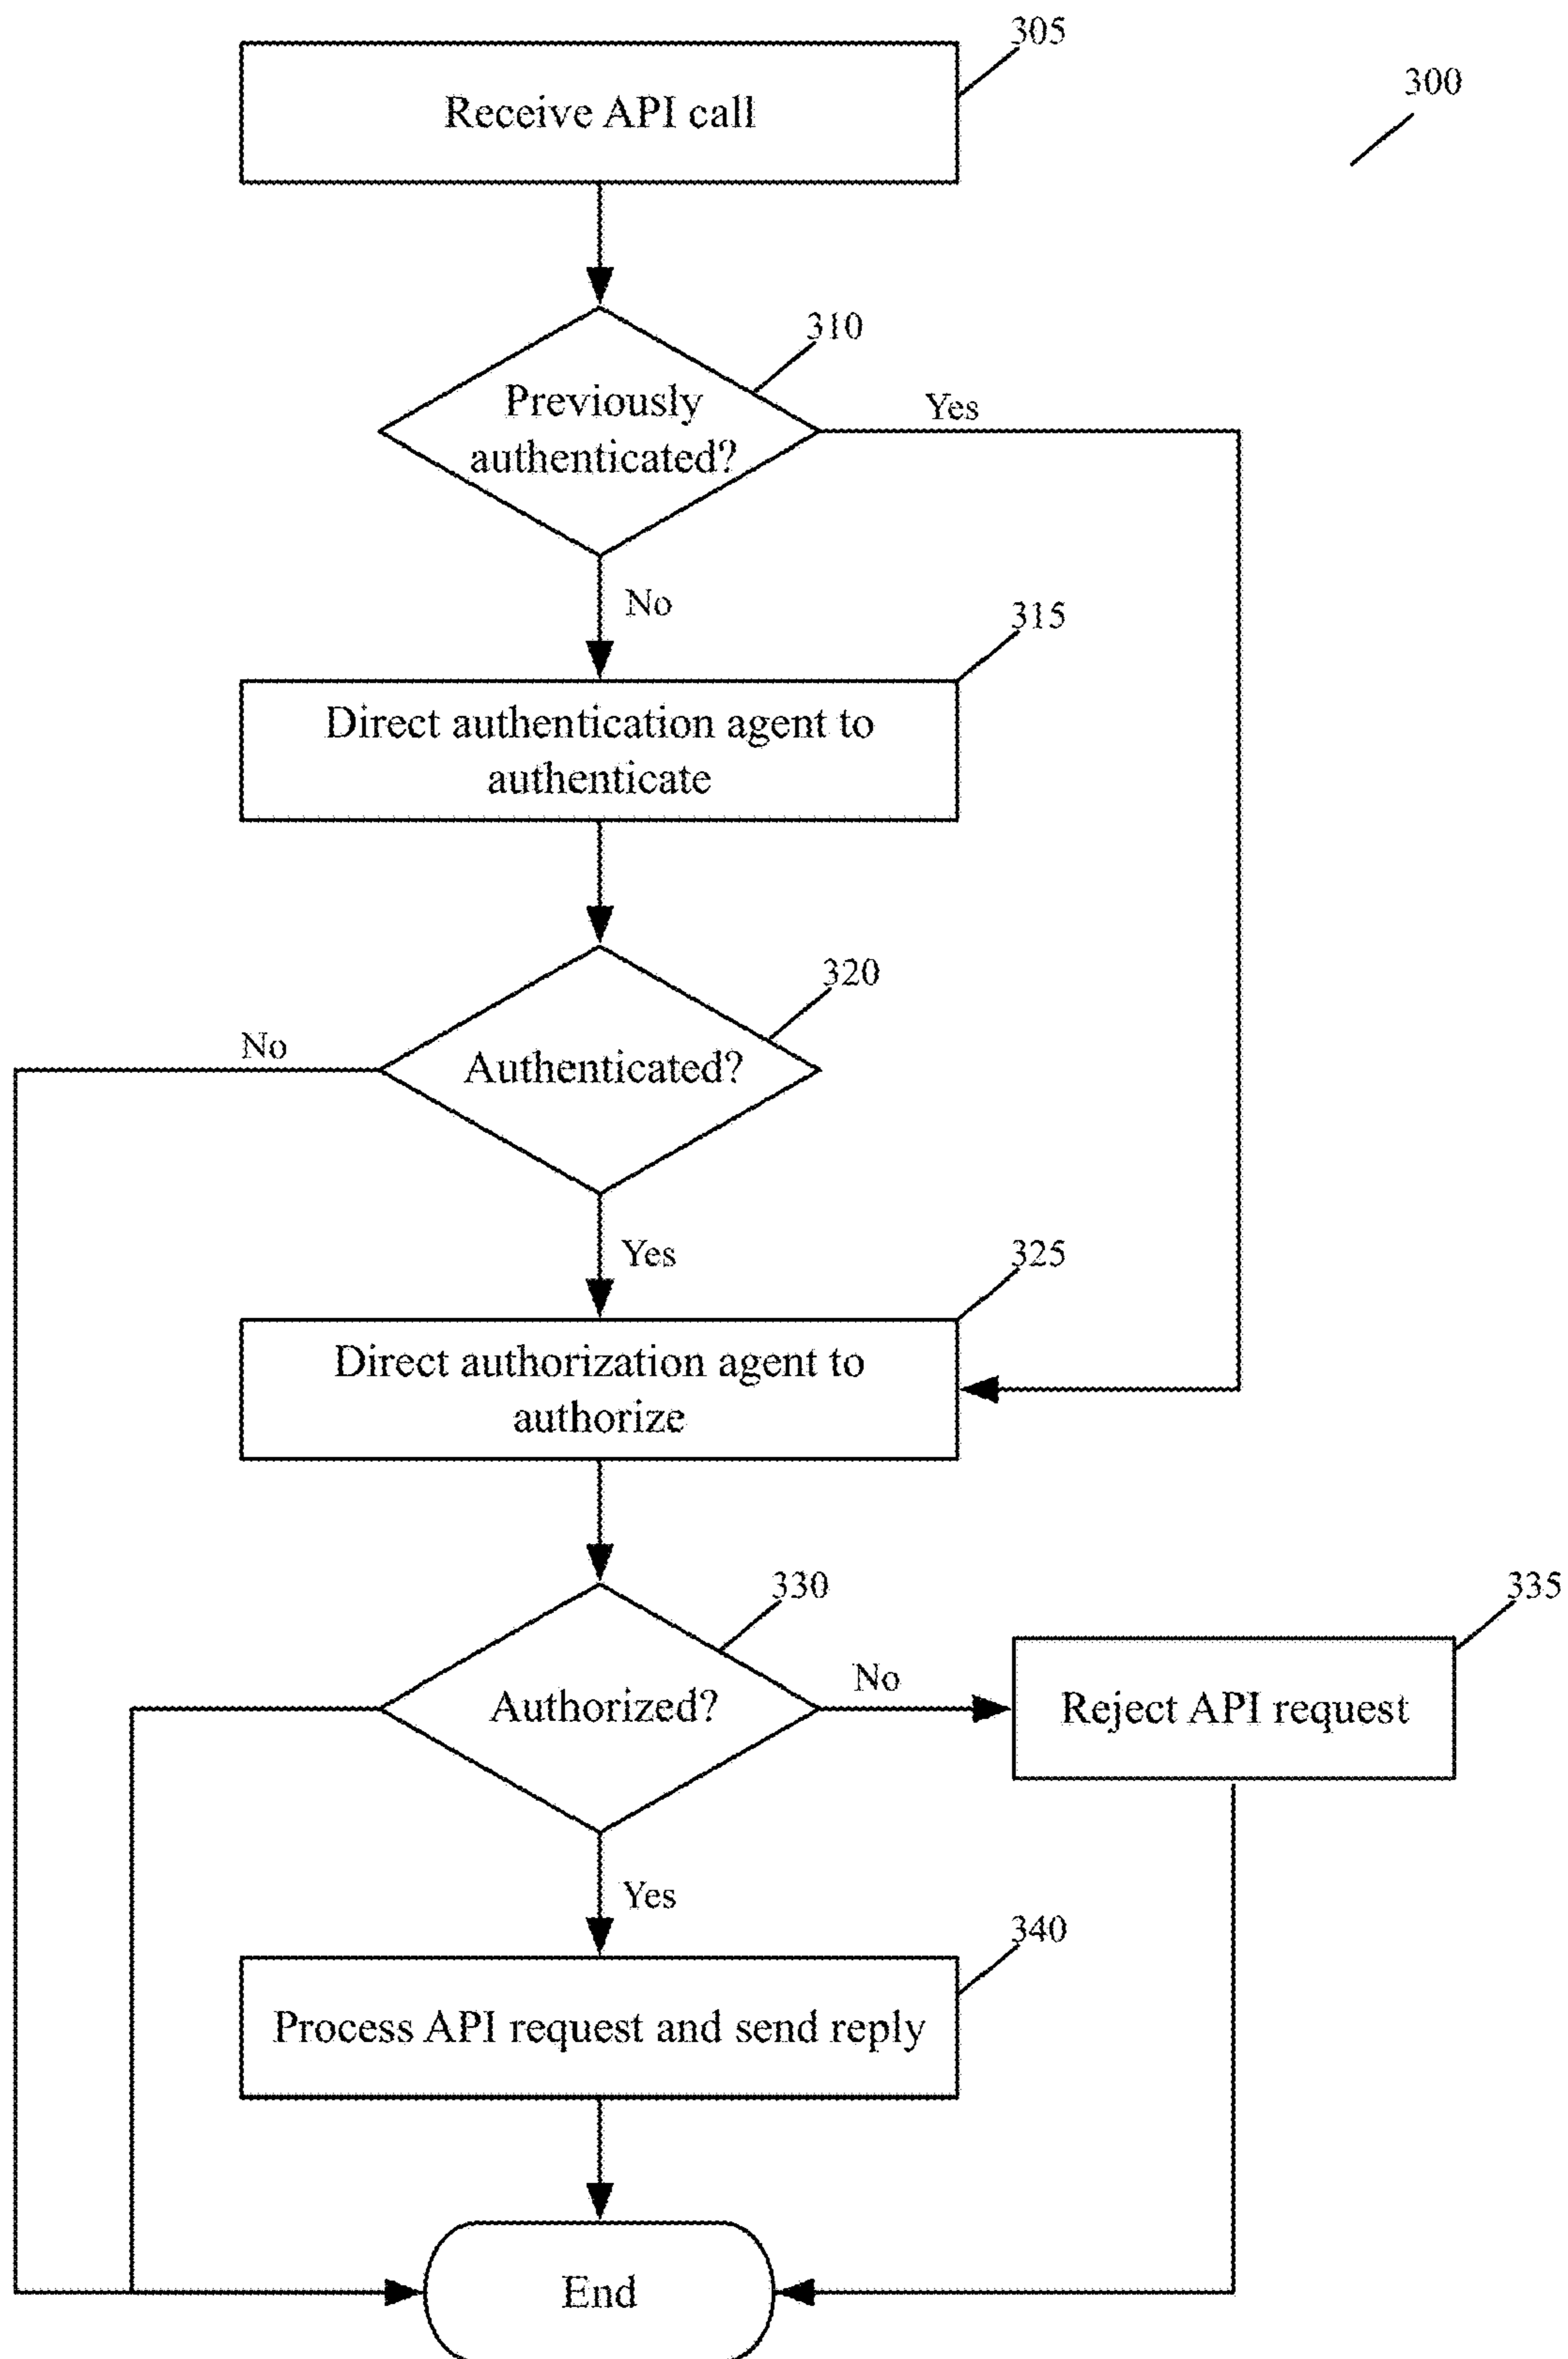 305
Receive API call
300
310
Previously
authenticated?
Yes
No
315
Direct authentication agent to
authenticate
320
No
Authenticated?
Yes
325
Direct authorization agent to
authorize
330
335
Authorized?
No
Reject API request
Yes
340
Process API request and send reply
End